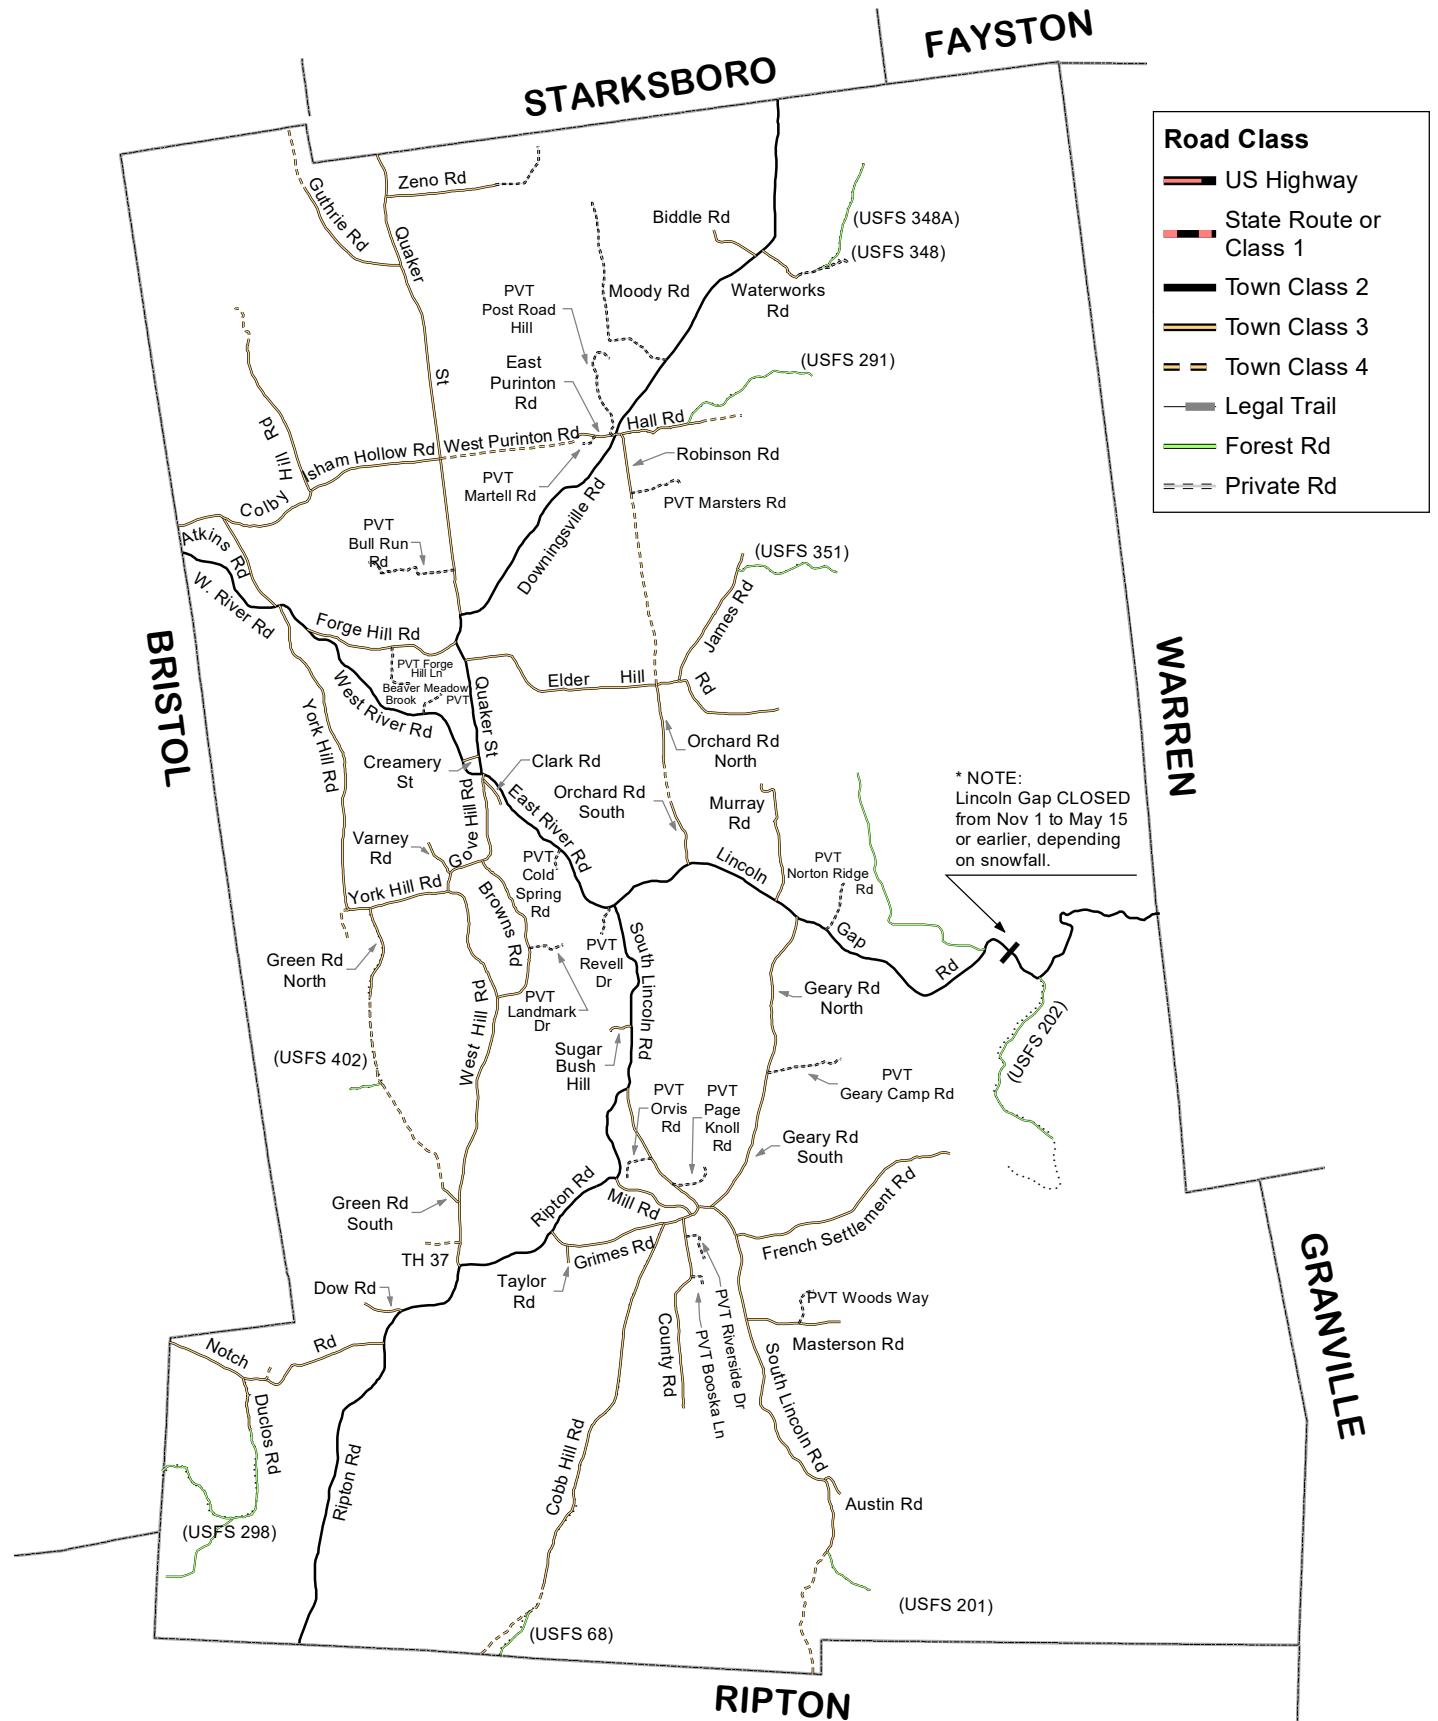 FAYSTON
STARKSBORO
Road Class
US Highway
State Route or
Class 1
Town Class 2
Town Class 3
Town Class 4
Legal Trail
Forest Rd
Private Rd
Zeno Rd
Guthrie Rd
Quaker
St
Biddle Rd
(USFS 348A)
(USFS 348)
Waterworks
Rd
Moody Rd
PVT
Post Road
Hill
East
Purinton
Rd
(USFS 291)
Hall Rd
West Purinton Rd
Isham Hollow Rd
Colby
Hill Rd
Robinson Rd
PVT
Martell Rd
PVT Marsters Rd
Downingsville Rd
PVT
Bull Run
Rd
Atkins Rd
W. River Rd
(USFS 351)
James Rd
Forge Hill Rd
PVT Forge
Hill Ln
Beaver Meadow
Brook PVT
West River Rd
Quaker St
Elder Hill Rd
BRISTOL
WARREN
York Hill Rd
Orchard Rd
North
Creamery
St
Clark Rd
East River Rd
Orchard Rd
South
Murray
Rd
* NOTE:
Lincoln Gap CLOSED
from Nov 1 to May 15
or earlier, depending
on snowfall.
Gove Hill Rd
Varney
Rd
York Hill Rd
Browns Rd
PVT
Cold
Spring
Rd
Lincoln Gap Rd
PVT
Norton Ridge
Rd
Green Rd
North
PVT
Revell
Dr
South Lincoln Rd
PVT
Landmark
Dr
West Hill Rd
Geary Rd
North
(USFS 202)
(USFS 402)
Sugar
Bush
Hill
PVT
Geary Camp Rd
PVT
Orvis
Rd
PVT
Page
Knoll
Rd
Geary Rd
South
Green Rd
South
Ripton Rd
Mill Rd
French Settlement Rd
TH 37
Grimes Rd
Taylor
Rd
Dow Rd
GRANVILLE
PVT Woods Way
Masterson Rd
Notch Rd
County Rd
PVT Riverside Dr
PVT Booska Ln
South Lincoln Rd
Duclos Rd
Ripton Rd
Cobb Hill Rd
Austin Rd
(USFS 298)
(USFS 201)
(USFS 68)
RIPTON